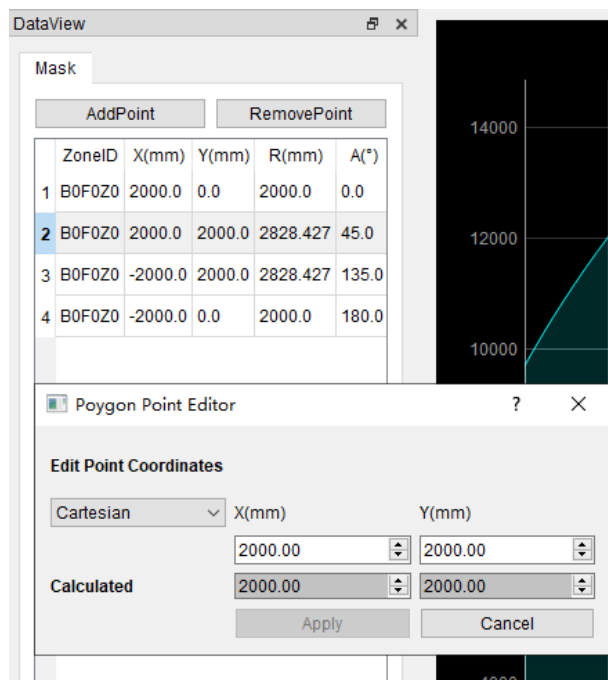 DataView
Mask
AddPoint RemovePoint
ZoneID X(mm) Y(mm) R(mm) A(°)
1 B0F0Z0 2000.0 0.0 2000.0 0.0
2 B0F0Z0 2000.0 2000.0 2828.427 45.0
3 B0F0Z0 -2000.0 2000.0 2828.427 135.0
4 B0F0Z0 -2000.0 0.0 2000.0 180.0
14000
12000
10000
Poygon Point Editor ?
Edit Point Coordinates
Cartesian X(mm) Y(mm)
2000.00 2000.00
Calculated 2000.00 2000.00
Apply Cancel